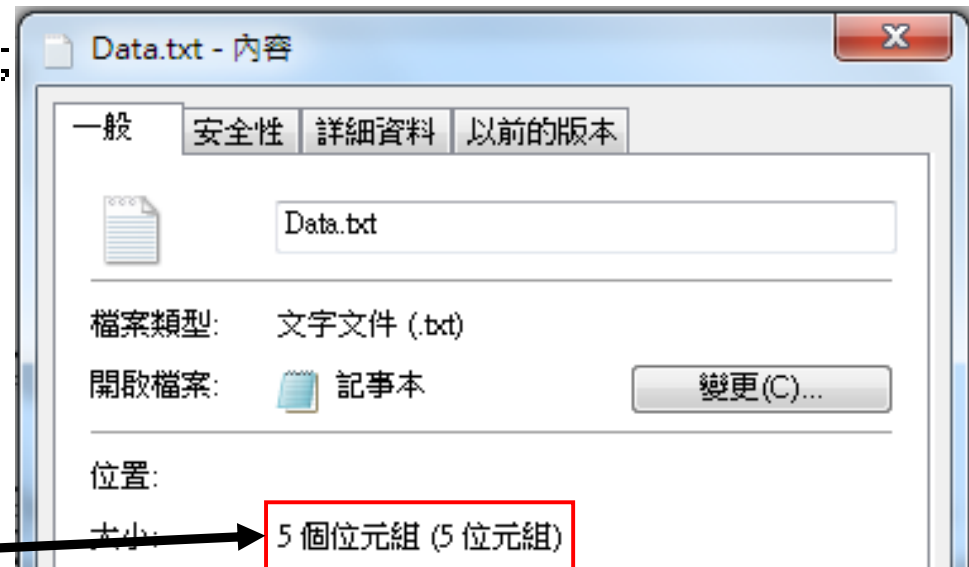 Data.txt - 內容
一般 安全性 詳細資料 以前的版本
Data.txt
檔案類型: 文字文件 (.txt)
開啟檔案: 記事本 變更(C)...
位置:
大小: 5 個位元組 (5 位元組)